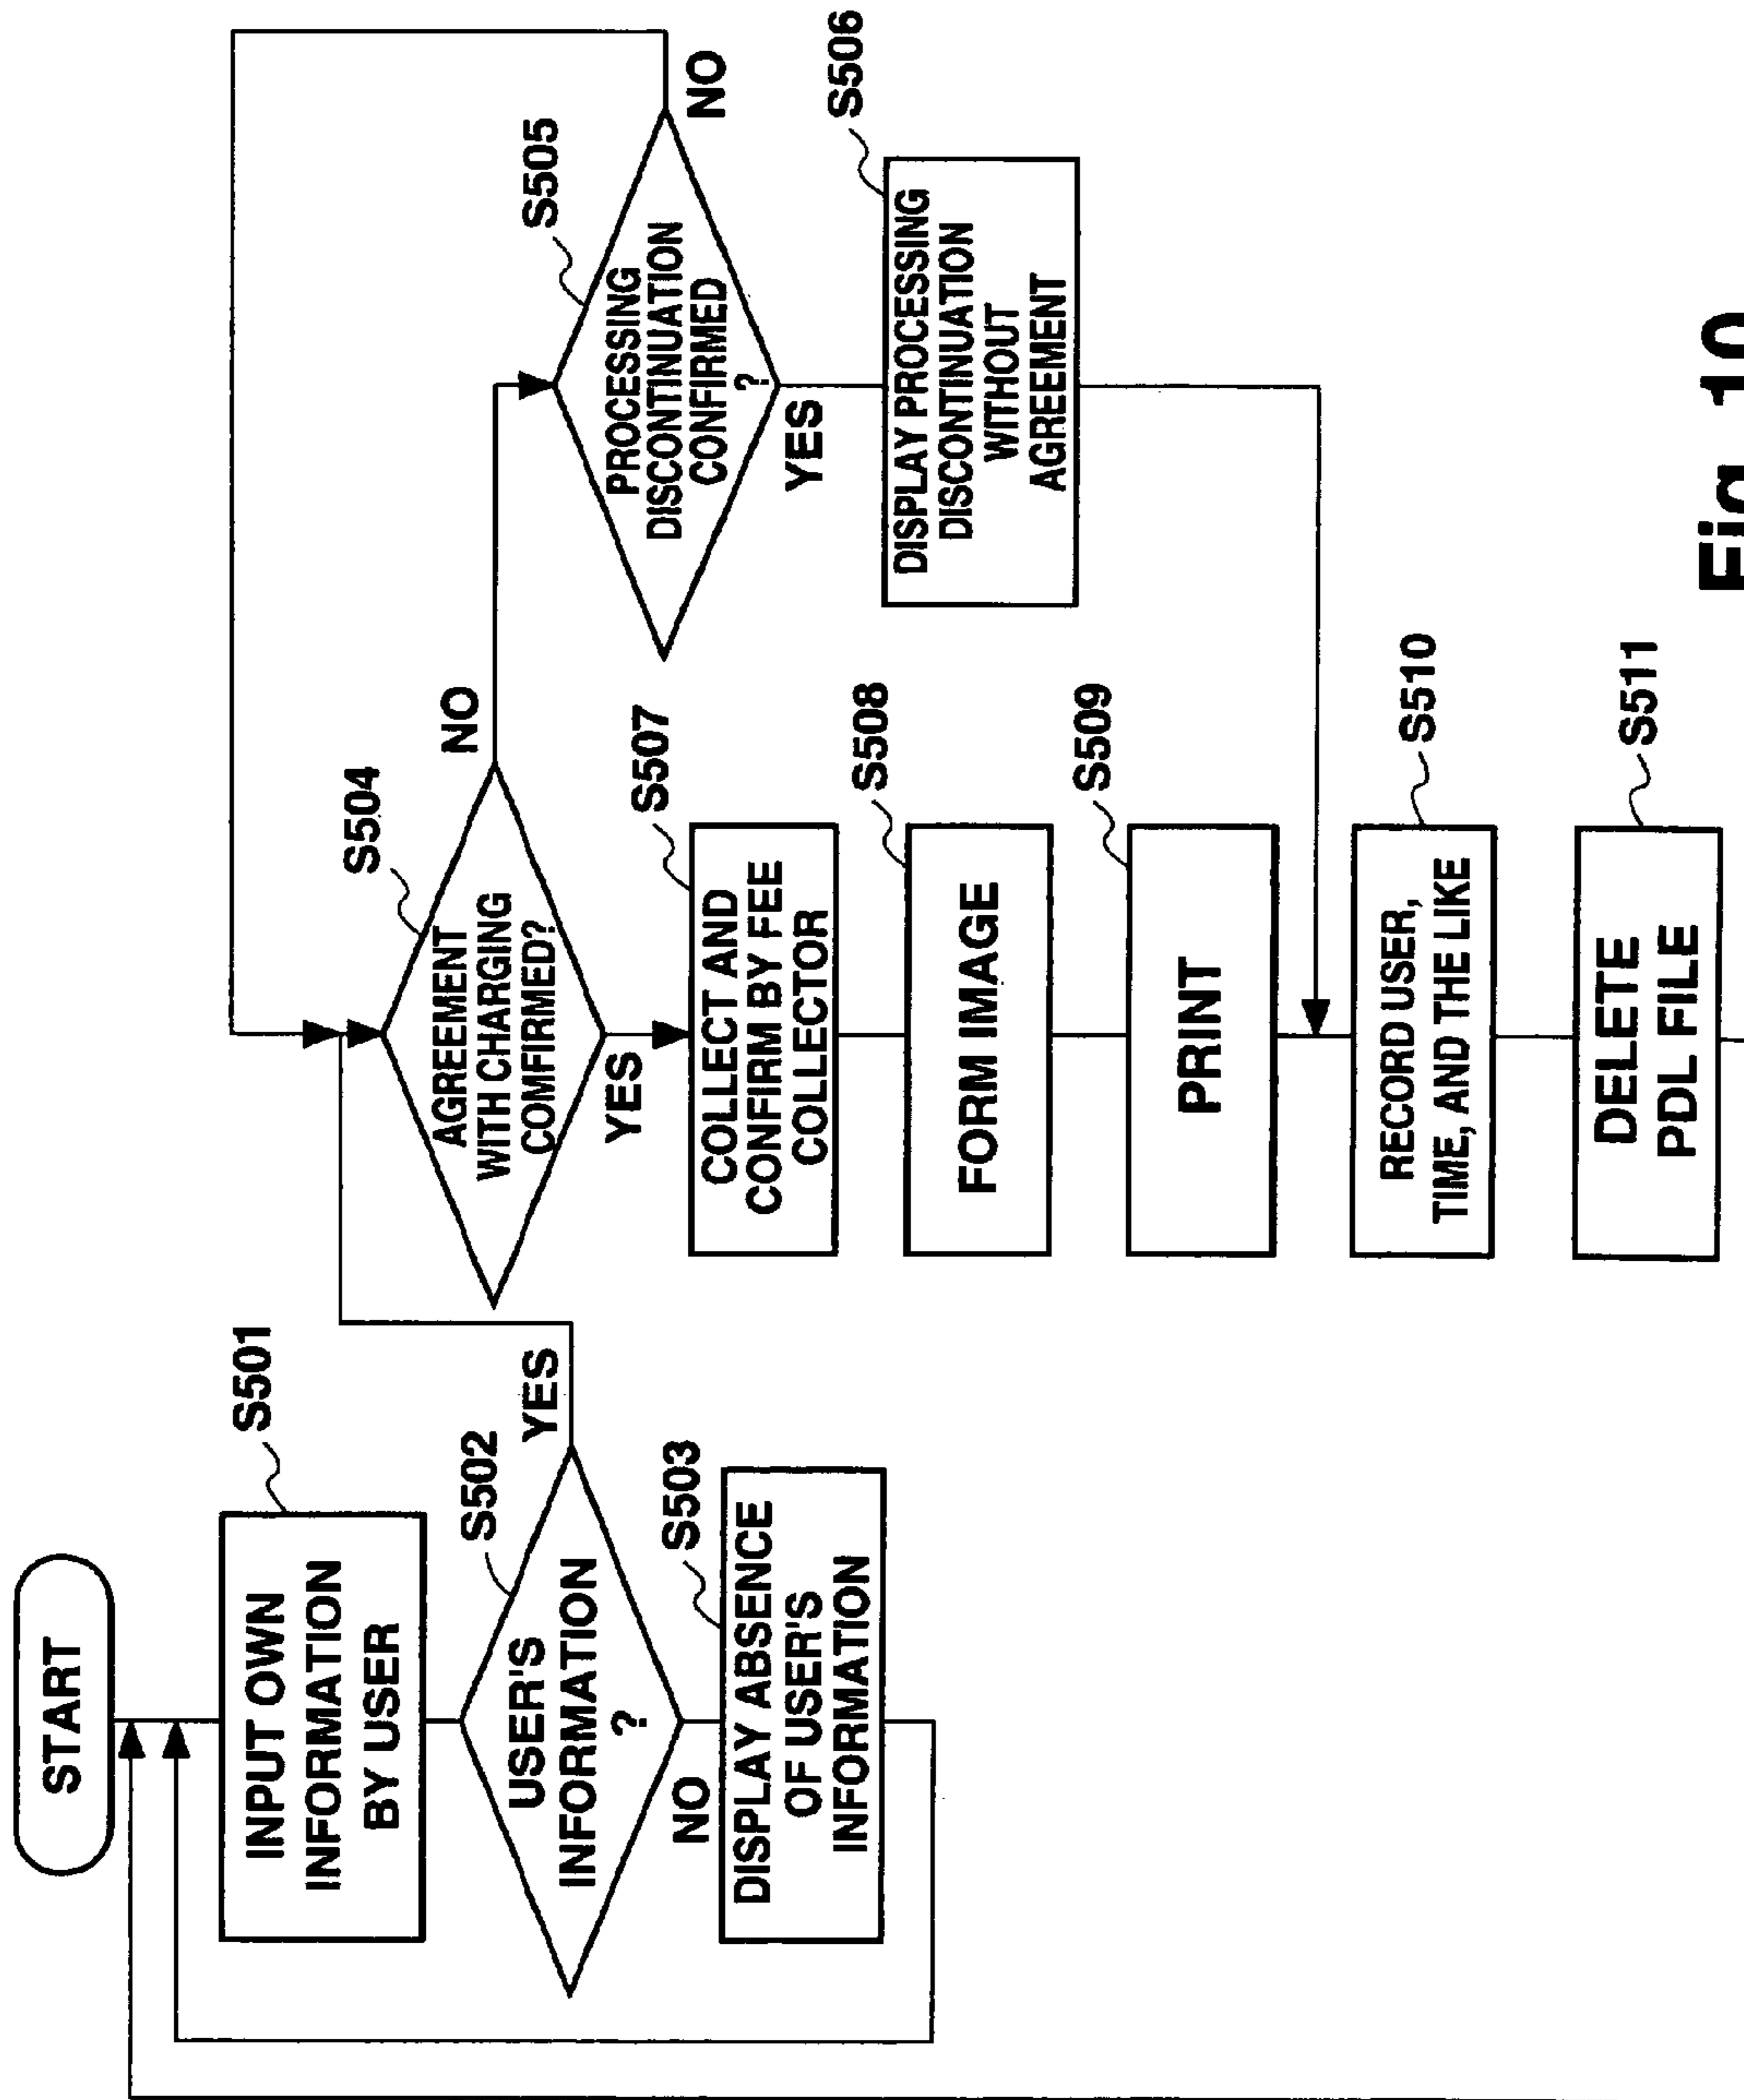 START
S501
INPUT OWN
INFORMATION
BY USER
S502
USER'S
INFORMATION
?
YES
NO
S503
DISPLAY ABSENCE
OF USER'S
INFORMATION
S504
AGREEMENT
WITH CHARGING
COMFIRMED?
NO
YES
S505
PROCESSING
DISCONTINUATION
CONFIRMED
?
NO
YES
S506
DISPLAY PROCESSING
DISCONTINUATION
WITHOUT
AGREEMENT
S507
COLLECT AND
CONFIRM BY FEE
COLLECTOR
S508
FORM IMAGE
S509
PRINT
S510
RECORD USER,
TIME, AND THE LIKE
S511
DELETE
PDL FILE
Fig.10